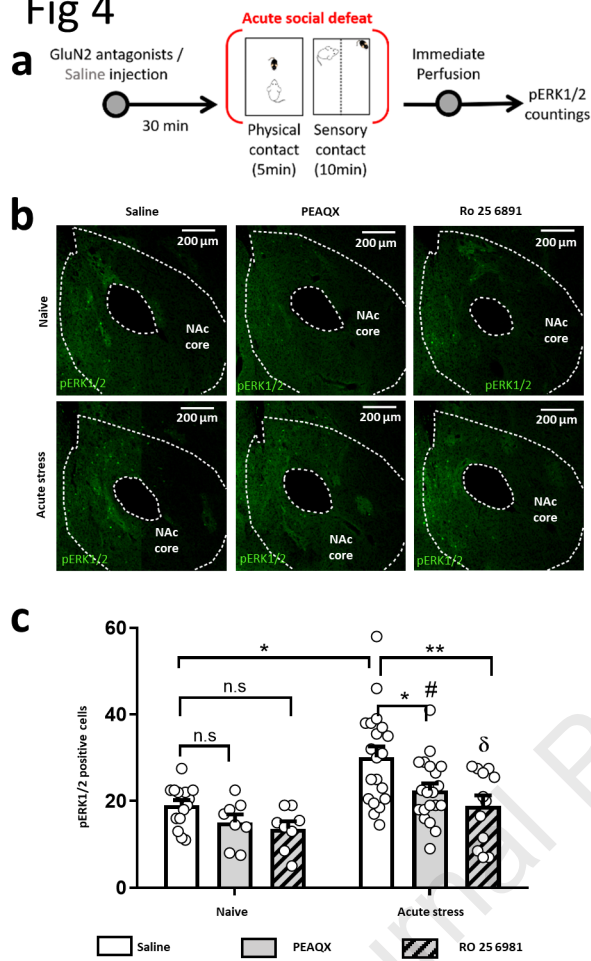 Fig 4
a
GluN2 antagonists /
Saline injection
30 min
Acute social defeat
Physical
contact
(5min)
Sensory
contact
(10min)
Immediate
Perfusion
pERK1/2
countings
b
Saline
PEAQX
Ro 25 6891
Naive
200 µm
NAc
core
pERK1/2
200 µm
NAc
core
pERK1/2
200 µm
NAc
core
pERK1/2
Acute stress
200 µm
NAc
core
pERK1/2
200 µm
NAc
core
pERK1/2
200 µm
NAc
core
pERK1/2
c
pERK1/2 positive cells
60
40
20
0
*
n.s
n.s
**
*
#
δ
Naive
Acute stress
Saline
PEAQX
RO 25 6981